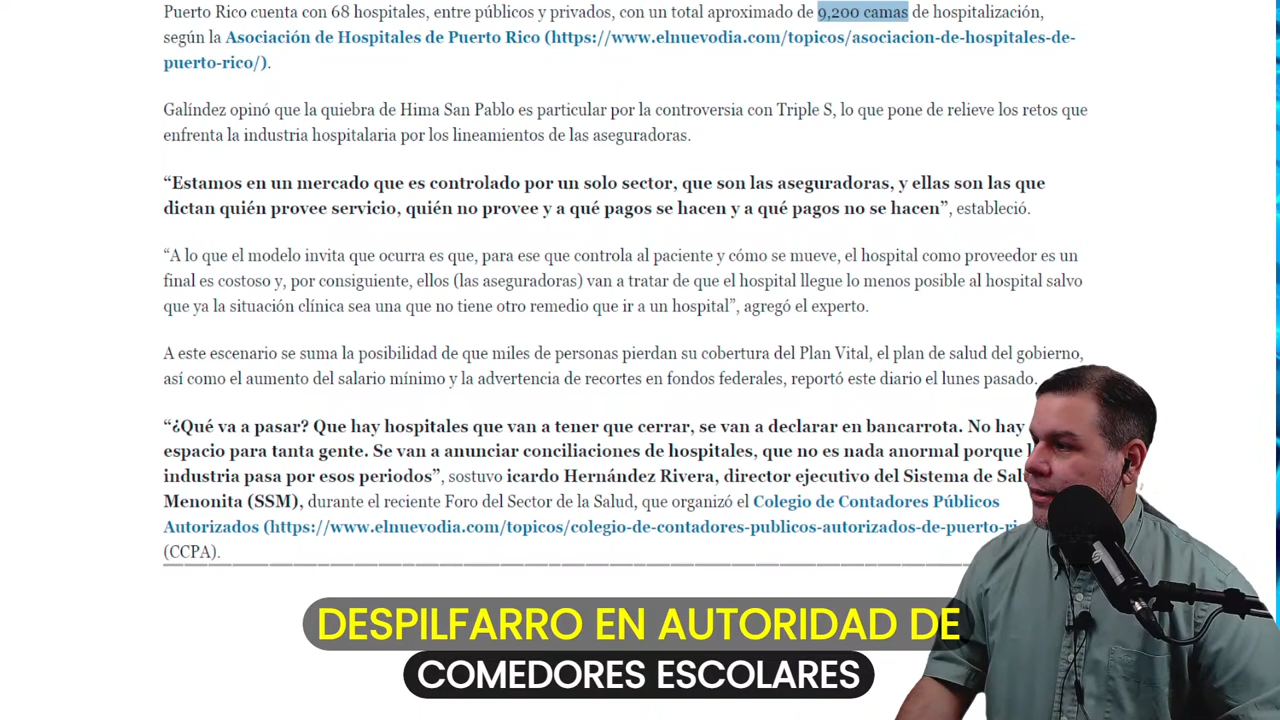 Puerto Rico cuenta con 68 hospitales, entre públicos y privados, con un total aproximado de 9,200 camas de hospitalización,
según la Asociación de Hospitales de Puerto Rico (https://www.elnuevodia.com/topicos/asociacion-de-hospitales-de-
puerto-rico/).
Galíndez opinó que la quiebra de Hima San Pablo es particular por la controversia con Triple S, lo que pone de relieve los retos que
enfrenta la industria hospitalaria por los lineamientos de las aseguradoras.
“Estamos en un mercado que es controlado por un solo sector, que son las aseguradoras, y ellas son las que
dictan quién provee servicio, quién no provee y a qué pagos se hacen y a qué pagos no se hacen”, estableció.
“A lo que el modelo invita que ocurra es que, para ese que controla al paciente y cómo se mueve, el hospital como proveedor es un
final es costoso y, por consiguiente, ellos (las aseguradoras) van a tratar de que el hospital llegue lo menos posible al hospital salvo
que ya la situación clínica sea una que no tiene otro remedio que ir a un hospital”, agregó el experto.
A este escenario se suma la posibilidad de que miles de personas pierdan su cobertura del Plan Vital, el plan de salud del gobierno,
así como el aumento del salario mínimo y la advertencia de recortes en fondos federales, reportó este diario el lunes pasado.
“¿Qué va a pasar? Que hay hospitales que van a tener que cerrar, se van a declarar en bancarrota. No hay
espacio para tanta gente. Se van a anunciar conciliaciones de hospitales, que no es nada anormal porque
industria pasa por esos periodos”, sostuvo icardo Hernández Rivera, director ejecutivo del Sistema de
Menonita (SSM), durante el reciente Foro del Sector de la Salud, que organizó el Colegio de Contadores Públicos
Autorizados (https://www.elnuevodia.com/topicos/colegio-de-contadores-publicos-autorizados-de-puerto-ri
(CCPA).
DESPILFARRO EN AUTORIDAD DE
COMEDORES ESCOLARES